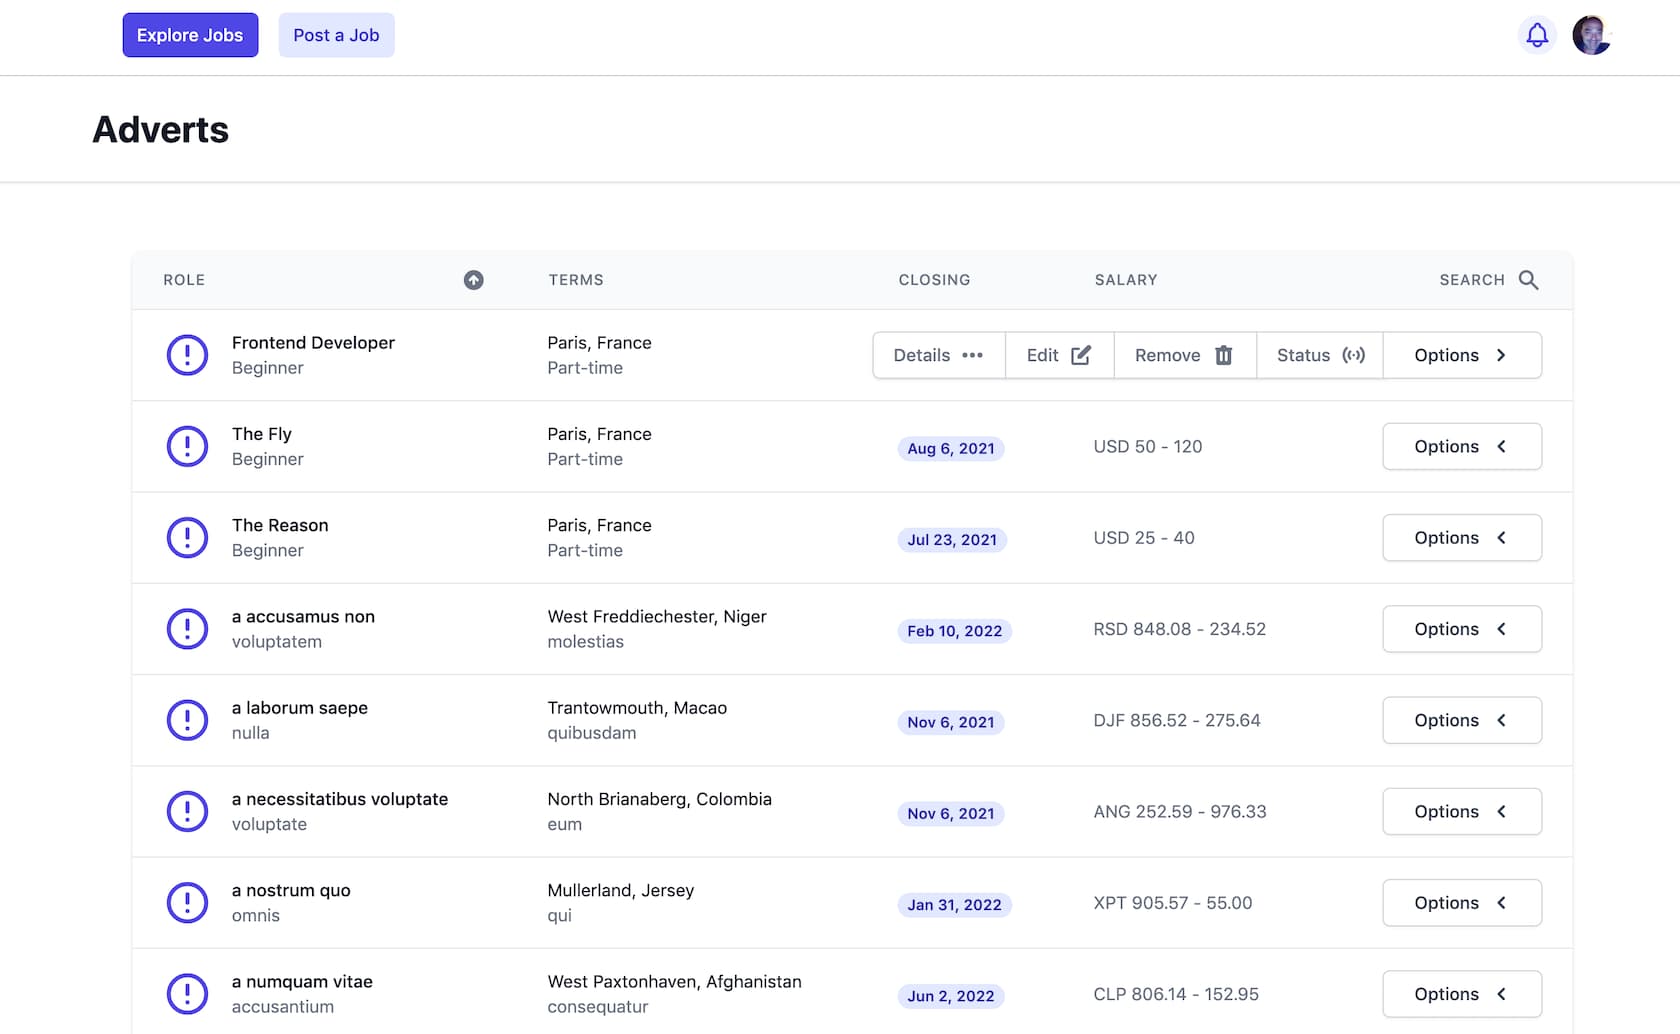 Explore Jobs Post a Job
Adverts
ROLE TERMS CLOSING SALARY SEARCH
Frontend Developer Paris, France
Beginner Part-time
Details Edit Remove Status Options
The Fly Paris, France
Beginner Part-time
Aug 6, 2021 USD 50 - 120 Options
The Reason Paris, France
Beginner Part-time
Jul 23, 2021 USD 25 - 40 Options
a accusamus non West Freddiechester, Niger
voluptatem molestias
Feb 10, 2022 RSD 848.08 - 234.52 Options
a laborum saepe Trantowmouth, Macao
nulla quibusdam
Nov 6, 2021 DJF 856.52 - 275.64 Options
a necessitatibus voluptate North Brianaberg, Colombia
voluptate eum
Nov 6, 2021 ANG 252.59 - 976.33 Options
a nostrum quo Mullerland, Jersey
omnis qui
Jan 31, 2022 XPT 905.57 - 55.00 Options
a numquam vitae West Paxtonhaven, Afghanistan
accusantium consequatur
Jun 2, 2022 CLP 806.14 - 152.95 Options